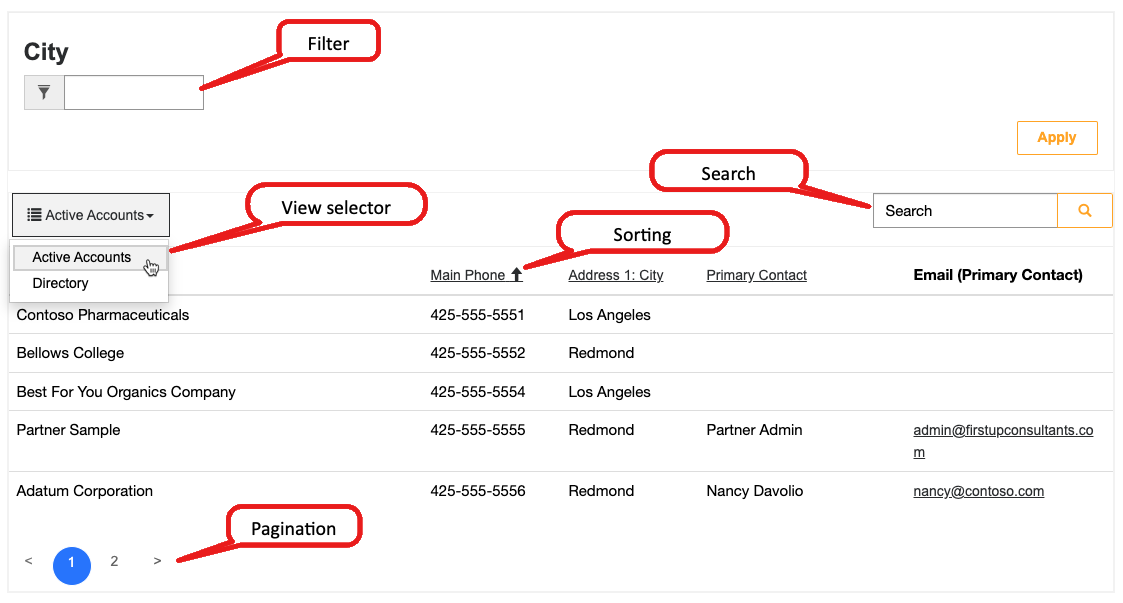 City
Filter
Apply
Active Accounts
View selector
Search
Search
Active Accounts
Directory
Sorting
Main Phone Address 1: City Primary Contact Email (Primary Contact)
Contoso Pharmaceuticals 425-555-5551 Los Angeles
Bellows College 425-555-5552 Redmond
Best For You Organics Company 425-555-5554 Los Angeles
Partner Sample 425-555-5555 Redmond Partner Admin admin@firstupconsultants.co
m
Adatum Corporation 425-555-5556 Redmond Nancy Davolio nancy@contoso.com
Pagination
< 1 2 >